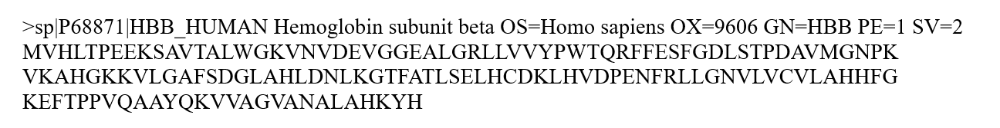 >sp|P68871|HBB_HUMAN Hemoglobin subunit beta OS=Homo sapiens OX=9606 GN=HBB PE=1 SV=2
MVHLTPEEKSAVTALWGKVNVDEVGGEALGRLLVVYPWTQRFFESFGDLSTPDAVMGNPK
VKAHGKKVLGAFSDGLAHLDNLKGTFATLSELHCDKLHVDPENFRLLGNVLVCVLAHHFG
KEFTPPVQAAYQKVVAGVANALAHKYH